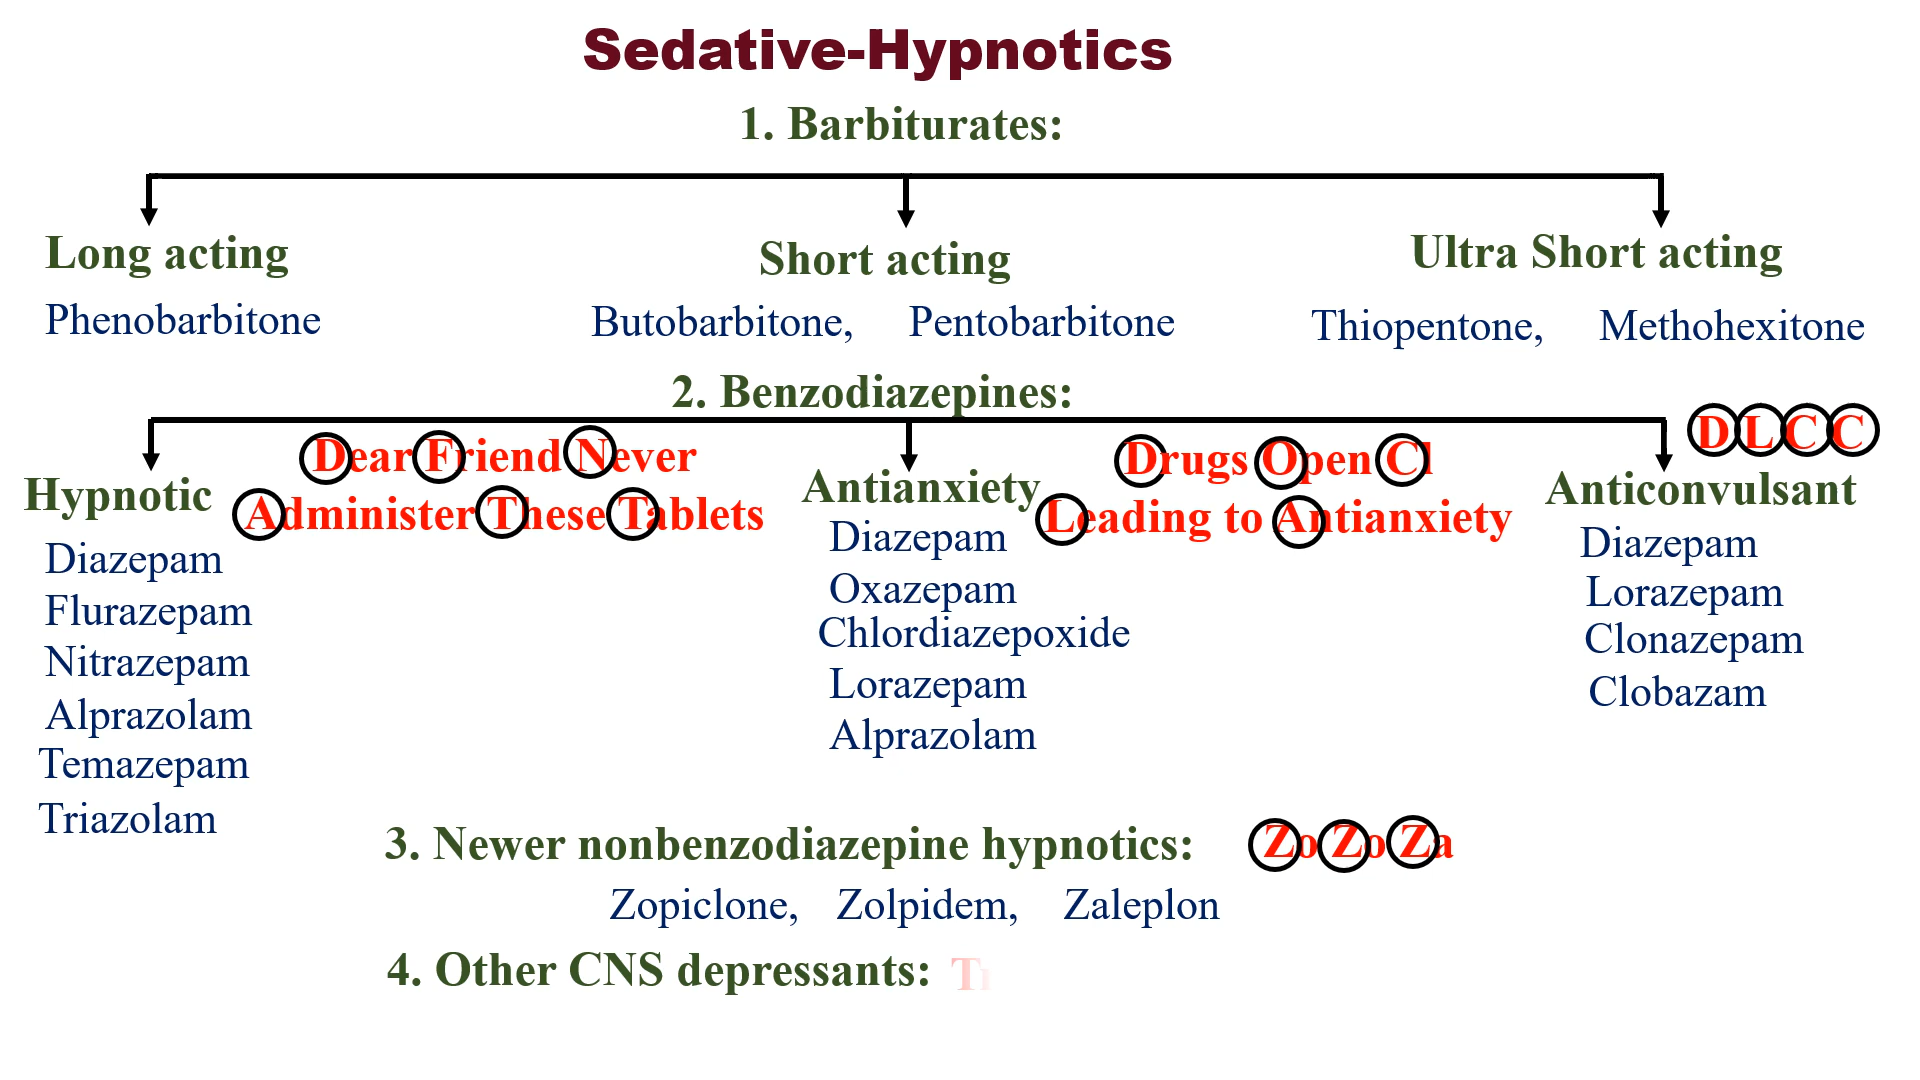 Sedative-Hypnotics
1. Barbiturates:
Long acting
Short acting
Ultra Short acting
Phenobarbitone
Butobarbitone, Pentobarbitone
Thiopentone, Methohexitone
2. Benzodiazepines:
Hypnotic
Dear Friend Never
Administer These Tablets
Diazepam
Flurazepam
Nitrazepam
Alprazolam
Temazepam
Triazolam
Antianxiety
Drugs Open Cl
Leading to Antianxiety
Diazepam
Oxazepam
Chlordiazepoxide
Lorazepam
Alprazolam
D L C C
Anticonvulsant
Diazepam
Lorazepam
Clonazepam
Clobazam
3. Newer nonbenzodiazepine hypnotics: Zo Zo Za
Zopiclone, Zolpidem, Zaleplon
4. Other CNS depressants: